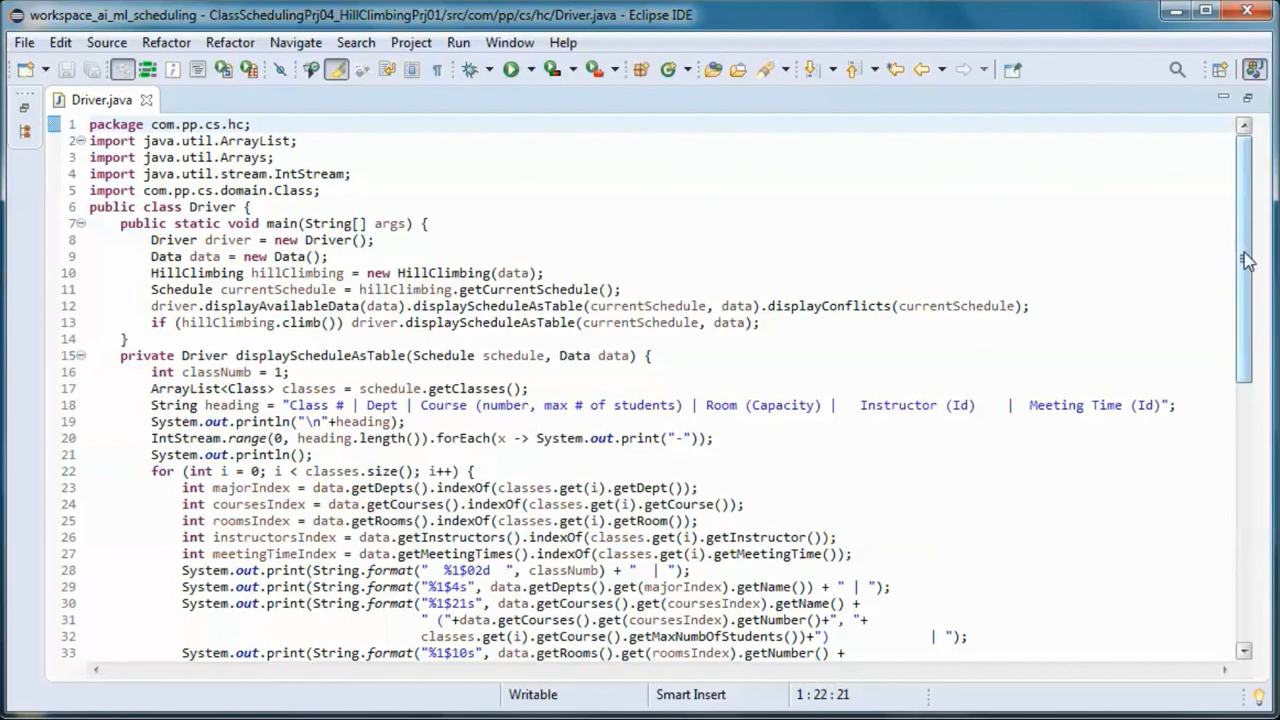 workspace_ai_ml_scheduling - ClassSchedulingPrj04_HillClimbingPrj01/src/com/pp/cs/hc/Driver.java - Eclipse IDE
File Edit Source Refactor Refactor Navigate Search Project Run Window Help
Driver.java
1 package com.pp.cs.hc;
2 import java.util.ArrayList;
3 import java.util.Arrays;
4 import java.util.stream.IntStream;
5 import com.pp.cs.domain.Class;
6 public class Driver {
7 public static void main(String[] args) {
8 Driver driver = new Driver();
9 Data data = new Data();
10 HillClimbing hillClimbing = new HillClimbing(data);
11 Schedule currentSchedule = hillClimbing.getCurrentSchedule();
12 driver.displayAvailableData(data).displayScheduleAsTable(currentSchedule, data).displayConflicts(currentSchedule);
13 if (hillClimbing.climb()) driver.displayScheduleAsTable(currentSchedule, data);
14 }
15 private Driver displayScheduleAsTable(Schedule schedule, Data data) {
16 int classNumb = 1;
17 ArrayList<Class> classes = schedule.getClasses();
18 String heading = "Class # | Dept | Course (number, max # of students) | Room (Capacity) |   Instructor (Id)    |  Meeting Time (Id)";
19 System.out.println("\n"+heading);
20 IntStream.range(0, heading.length()).forEach(x -> System.out.print("-"));
21 System.out.println();
22 for (int i = 0; i < classes.size(); i++) {
23 int majorIndex = data.getDepts().indexOf(classes.get(i).getDept());
24 int coursesIndex = data.getCourses().indexOf(classes.get(i).getCourse());
25 int roomsIndex = data.getRooms().indexOf(classes.get(i).getRoom());
26 int instructorsIndex = data.getInstructors().indexOf(classes.get(i).getInstructor());
27 int meetingTimeIndex = data.getMeetingTimes().indexOf(classes.get(i).getMeetingTime());
28 System.out.print(String.format("  %1$02d  ", classNumb) + "  | ");
29 System.out.print(String.format("%1$4s", data.getDepts().get(majorIndex).getName()) + " | ");
30 System.out.print(String.format("%1$21s", data.getCourses().get(coursesIndex).getName() +
31 " ("+data.getCourses().get(coursesIndex).getNumber()+", "+
32 classes.get(i).getCourse().getMaxNumbOfStudents())+")             | ");
33 System.out.print(String.format("%1$10s", data.getRooms().get(roomsIndex).getNumber() +
Writable Smart Insert 1 : 22 : 21